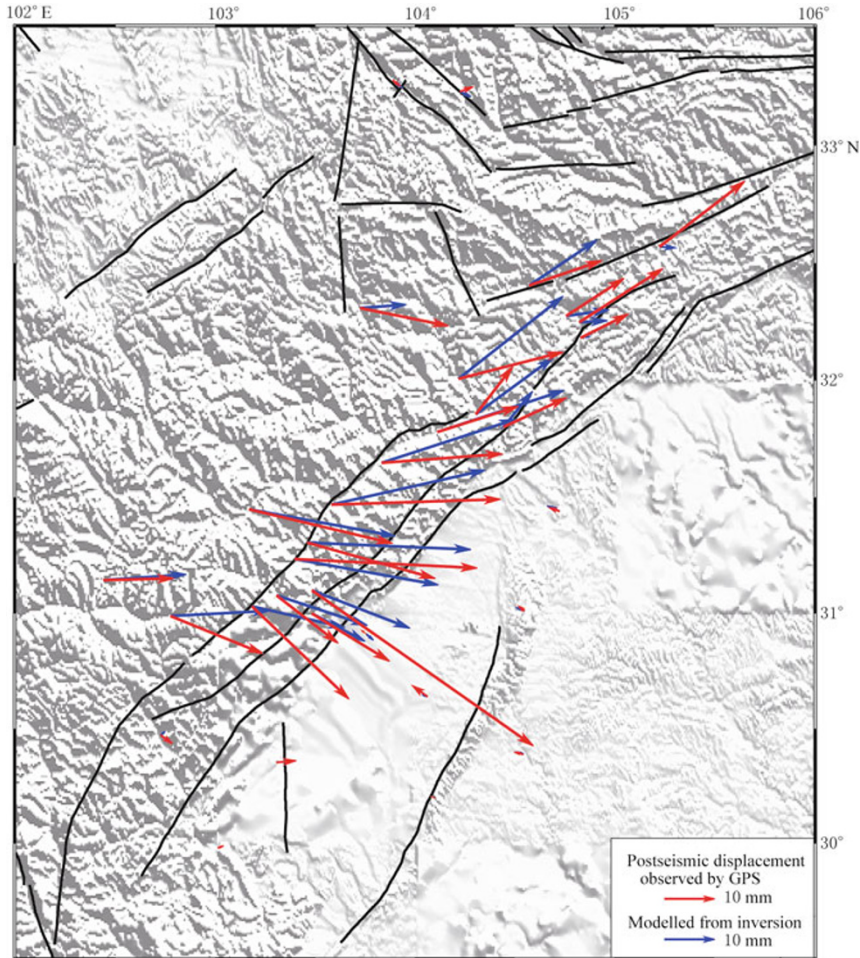 102° E 103° 104° 105° 106°
33° N
32°
31°
30°
Postseismic displacement
observed by GPS
10 mm
Modelled from inversion
10 mm